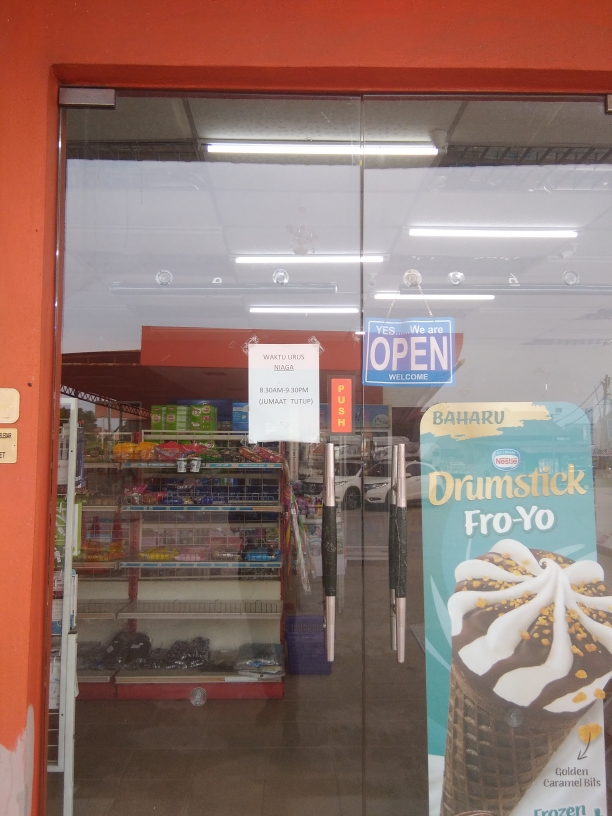 YES.....We are
OPEN
WELCOME
WAKTU URUS
NIAGA
8.30AM-9.30PM
(JUMAAT TUTUP)
PUSH
BAHARU
Nestlé
Drumstick
Fro-Yo
Golden
Caramel Bits
Frozen